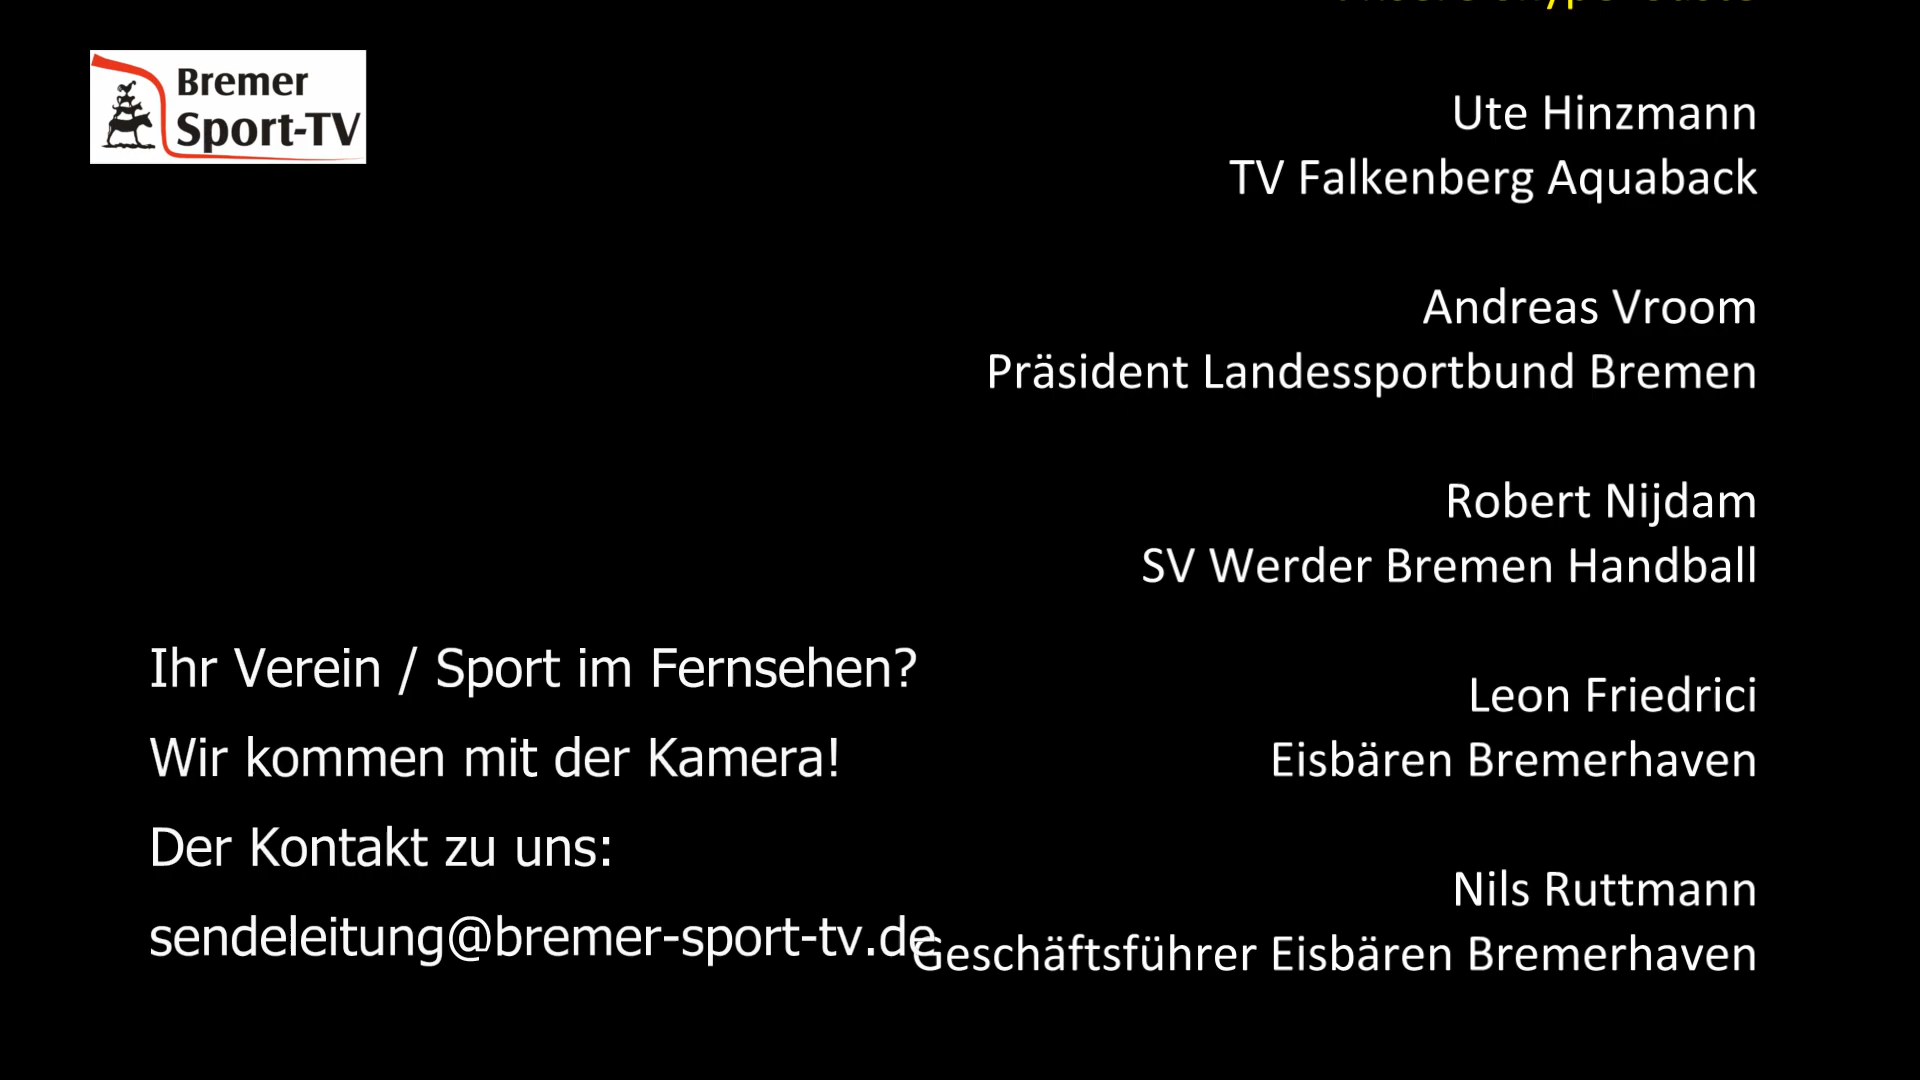 Bremer
Sport-TV
Ute Hinzmann
TV Falkenberg Aquaback
Andreas Vroom
Präsident Landessportbund Bremen
Robert Nijdam
SV Werder Bremen Handball
Leon Friedrici
Eisbären Bremerhaven
Nils Ruttmann
Geschäftsführer Eisbären Bremerhaven
Ihr Verein / Sport im Fernsehen?
Wir kommen mit der Kamera!
Der Kontakt zu uns:
sendeleitung@bremer-sport-tv.de